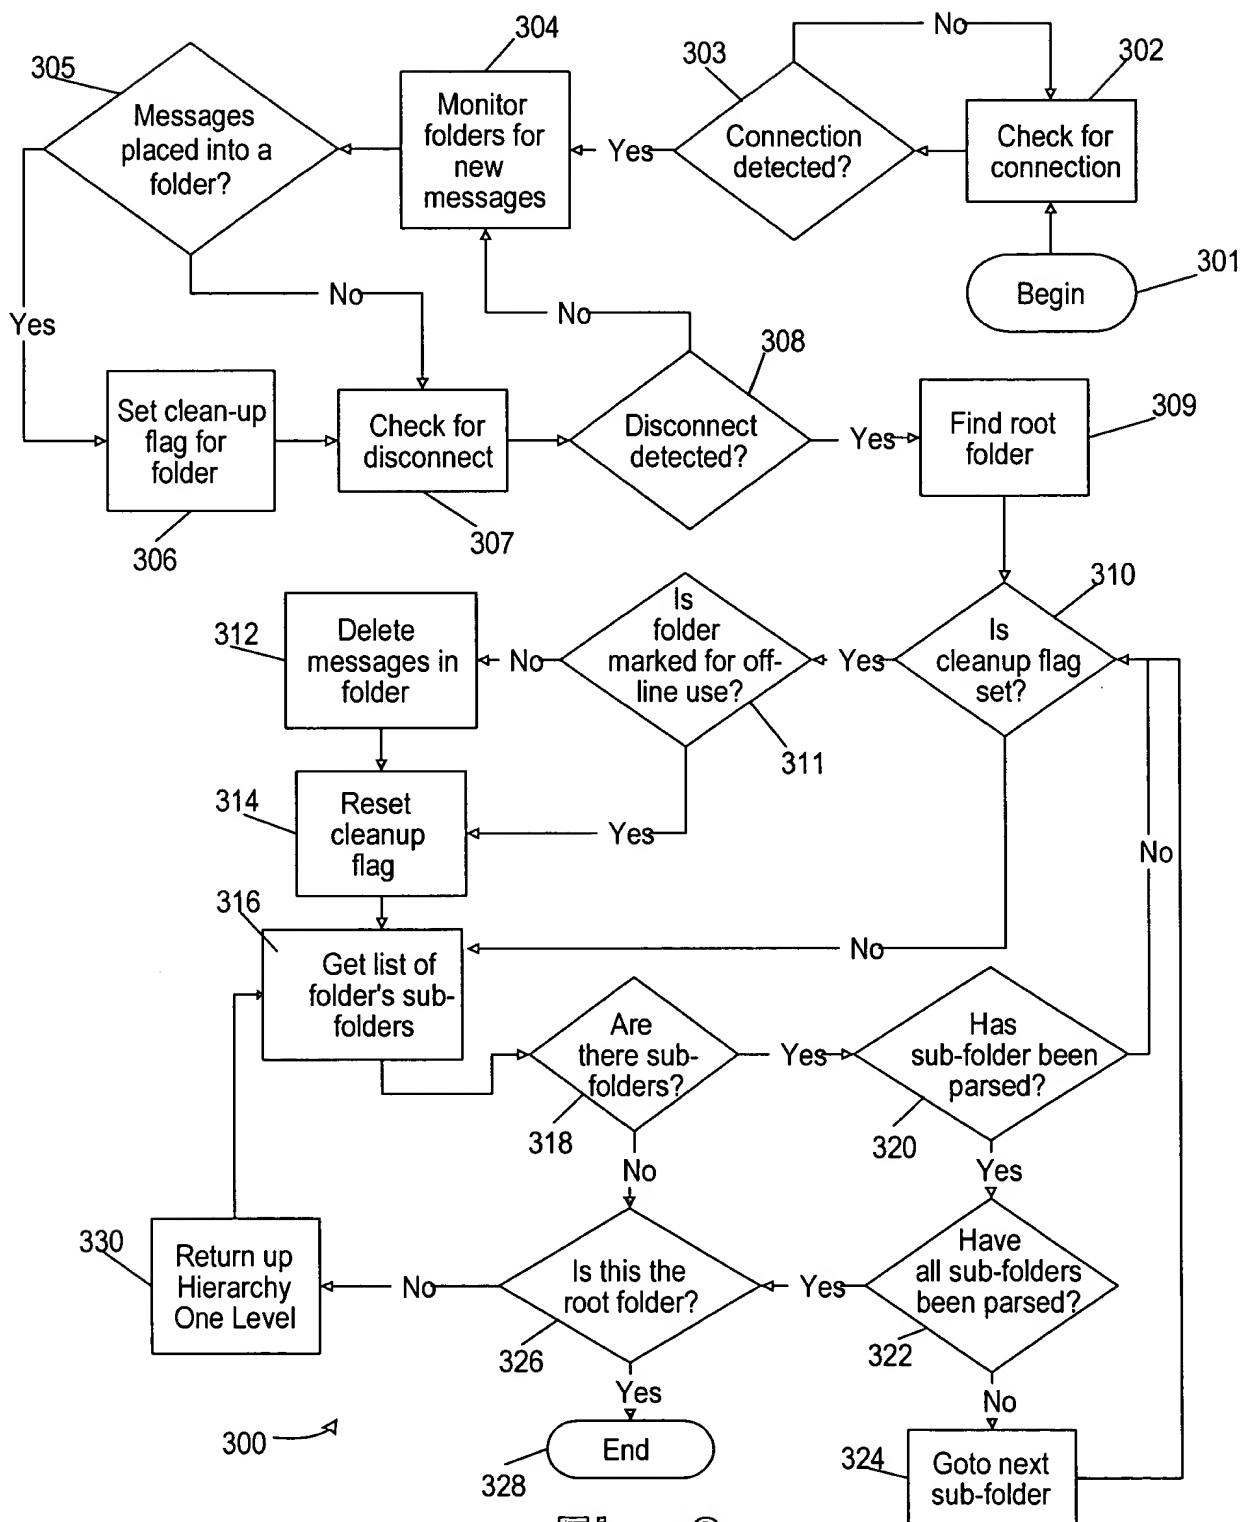 304
No
303
302
305
Messages
placed into a
folder?
Monitor
folders for
new
messages
Yes
Connection
detected?
Check for
connection
301
Begin
No
No
Yes
308
Set clean-up
flag for
folder
Check for
disconnect
Disconnect
detected?
Yes
Find root
folder
309
306
307
310
312
Delete
messages in
folder
No
Is
folder
marked for off-
line use?
Yes
Is
cleanup flag
set?
311
314
Reset
cleanup
flag
Yes
No
316
Get list of
folder's sub-
folders
No
Are
there sub-
folders?
Yes
Has
sub-folder been
parsed?
318
320
No
Yes
330
Return up
Hierarchy
One Level
No
Is this the
root folder?
Yes
Have
all sub-folders
been parsed?
326
322
Yes
No
300
End
328
324
Goto next
sub-folder